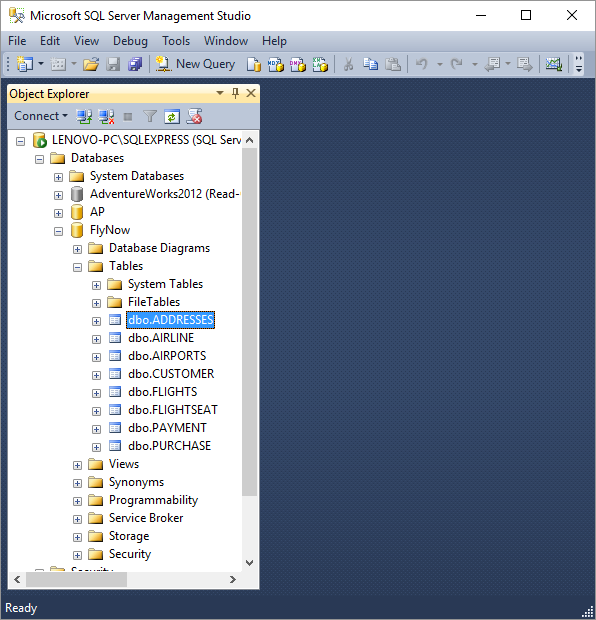 Microsoft SQL Server Management Studio
File Edit View Debug Tools Window Help
New Query
Object Explorer
Connect
LENOVO-PC\SQLEXPRESS (SQL Serv
Databases
System Databases
AdventureWorks2012 (Read-
AP
FlyNow
Database Diagrams
Tables
System Tables
FileTables
dbo.ADDRESSES
dbo.AIRLINE
dbo.AIRPORTS
dbo.CUSTOMER
dbo.FLIGHTS
dbo.FLIGHTSEAT
dbo.PAYMENT
dbo.PURCHASE
Views
Synonyms
Programmability
Service Broker
Storage
Security
Security
Ready